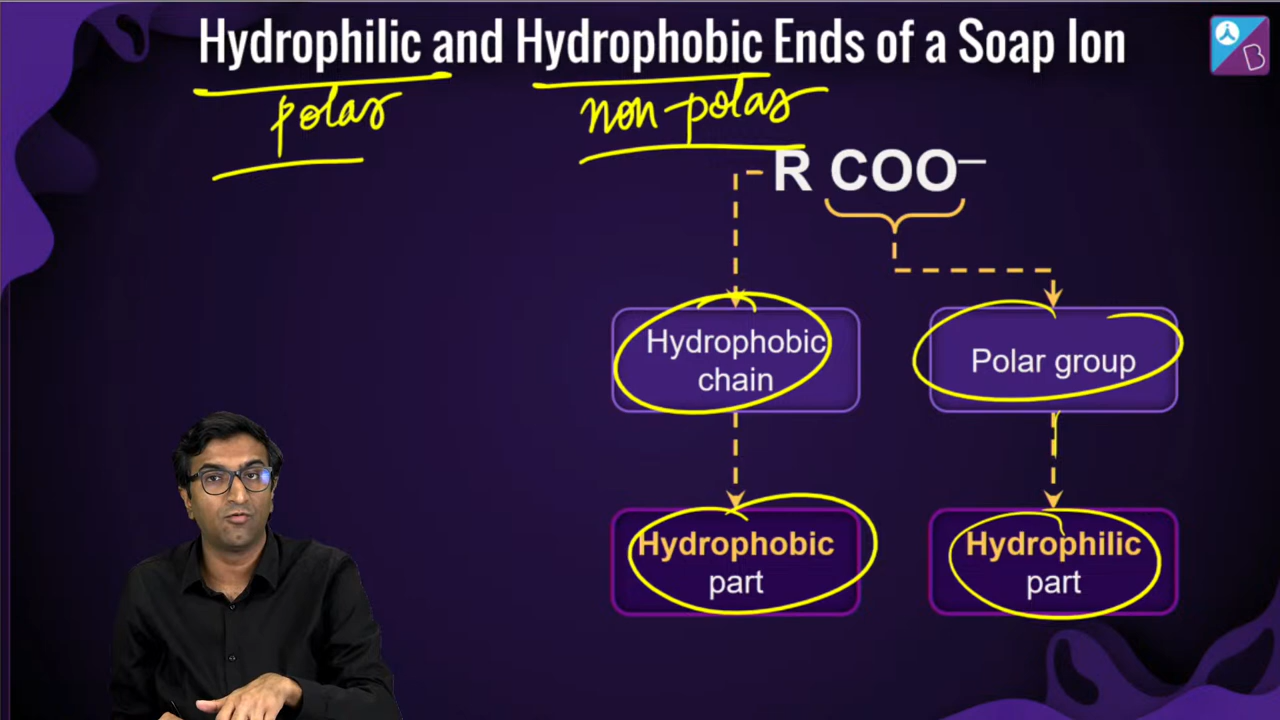 Hydrophilic and Hydrophobic Ends of a Soap Ion
polar
non-polar
R COO⁻
Hydrophobic
chain
Polar group
Hydrophobic
part
Hydrophilic
part
B